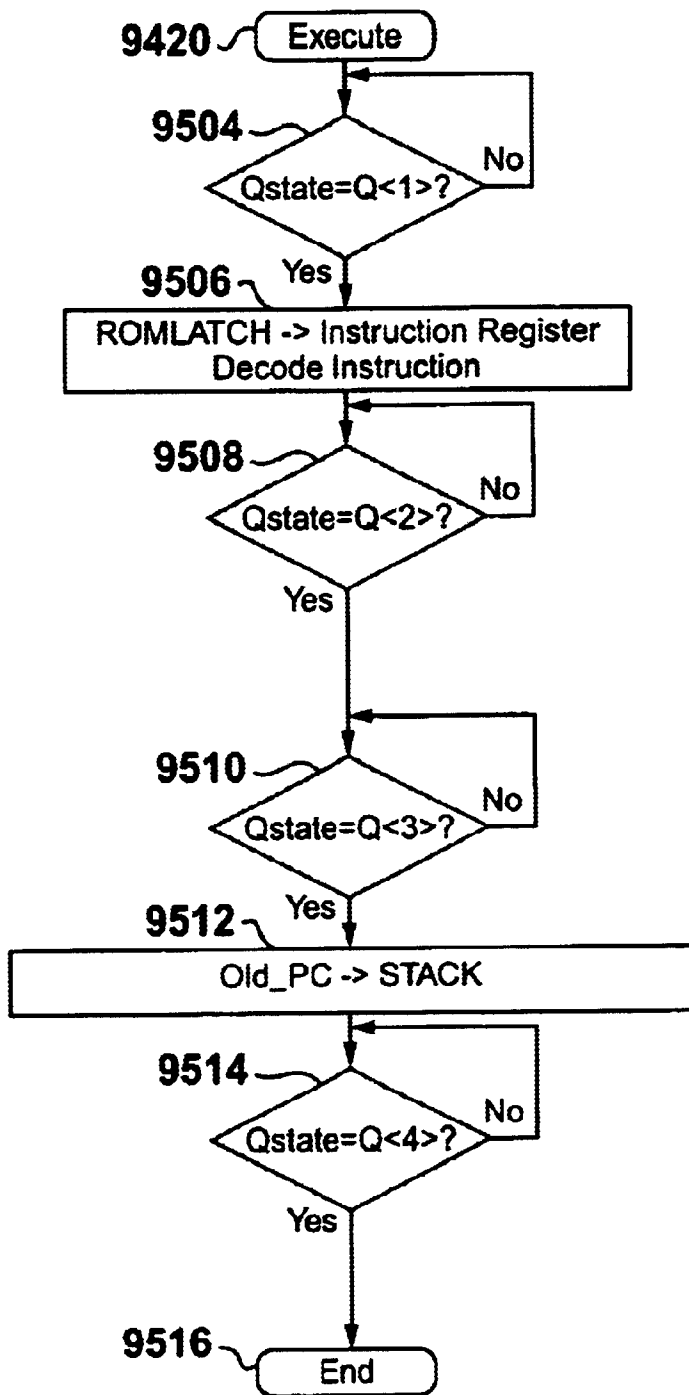 9420
Execute
9504
Qstate=Q<1>?
No
Yes
9506
ROMLATCH -> Instruction Register
Decode Instruction
9508
Qstate=Q<2>?
No
Yes
9510
Qstate=Q<3>?
No
Yes
9512
Old_PC -> STACK
9514
Qstate=Q<4>?
No
Yes
9516
End